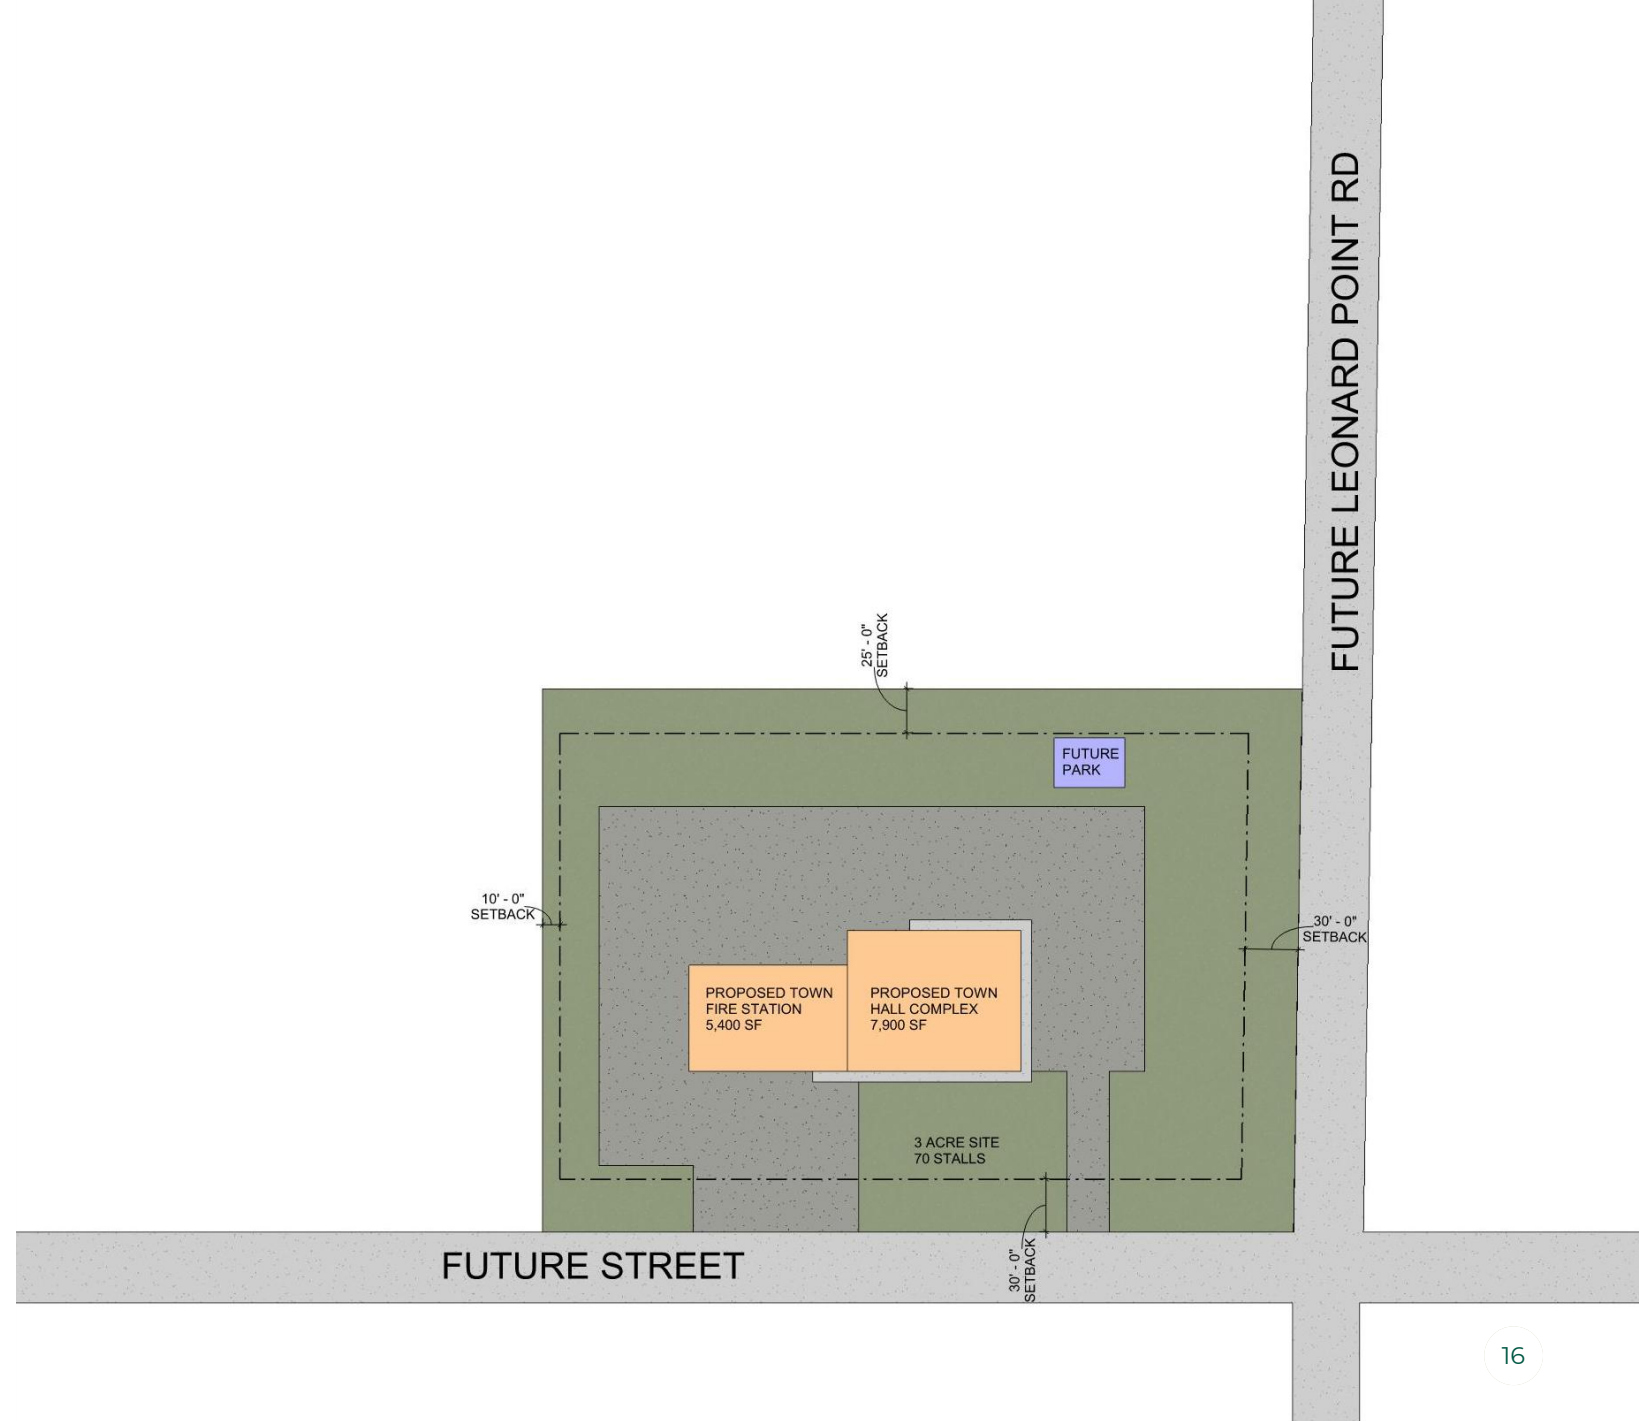 FUTURE LEONARD POINT RD
25' - 0"
SETBACK
FUTURE
PARK
10' - 0"
SETBACK
30' - 0"
SETBACK
PROPOSED TOWN
FIRE STATION
5,400 SF
PROPOSED TOWN
HALL COMPLEX
7,900 SF
3 ACRE SITE
70 STALLS
30' - 0"
SETBACK
FUTURE STREET
16